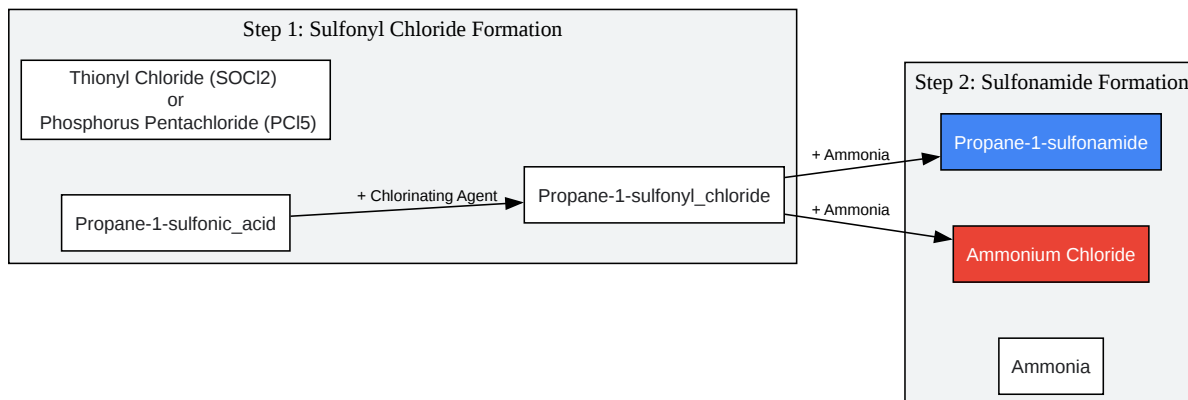 Step 1: Sulfonyl Chloride Formation
Thionyl Chloride (SOCl2)
or
Phosphorus Pentachloride (PCl5)
Propane-1-sulfonic_acid
+ Chlorinating Agent
Propane-1-sulfonyl_chloride
+ Ammonia
+ Ammonia
Step 2: Sulfonamide Formation
Propane-1-sulfonamide
Ammonium Chloride
Ammonia